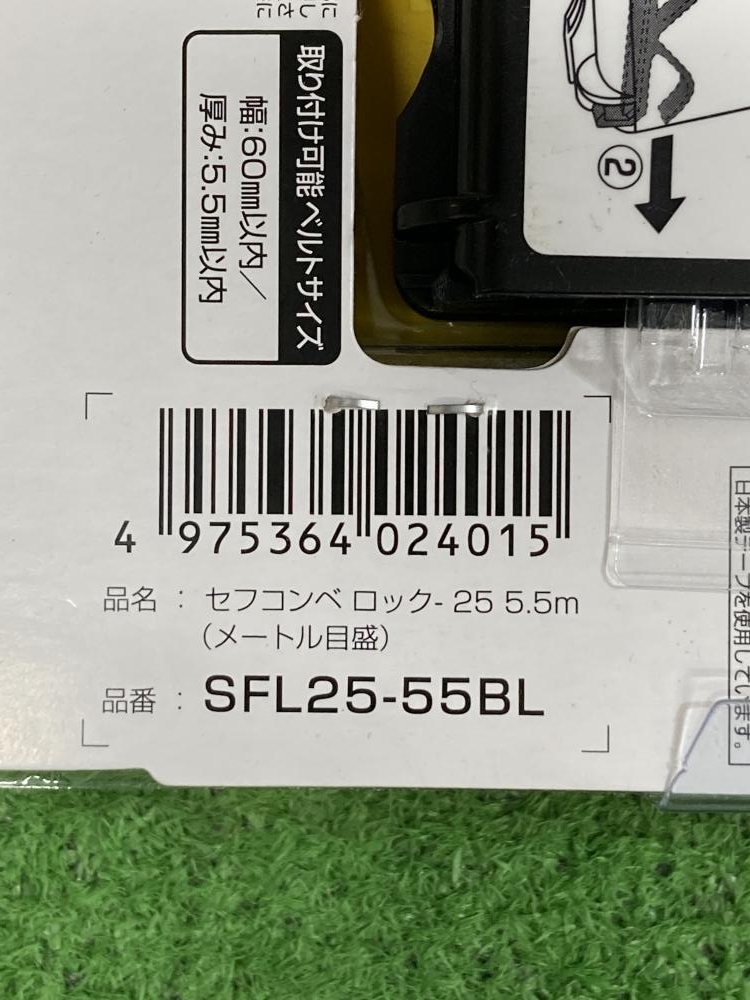 取り付け可能ベルトサイズ
幅:60mm以内／
厚み:5.5mm以内
②
4 975364 024015
品名 : セフコンベ ロック- 25 5.5m
（メートル目盛）
品番 : SFL25-55BL
日本製テープを使用しています。